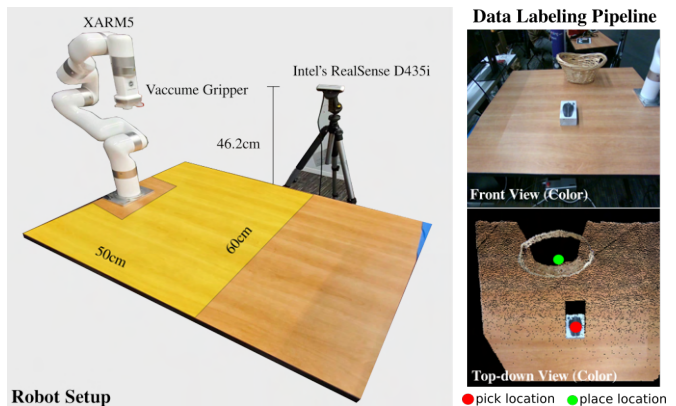 XARM5
Vaccume Gripper
Intel's RealSense D435i
46.2cm
50cm
60cm
Robot Setup
Data Labeling Pipeline
Front View (Color)
Top-down View (Color)
pick location
place location